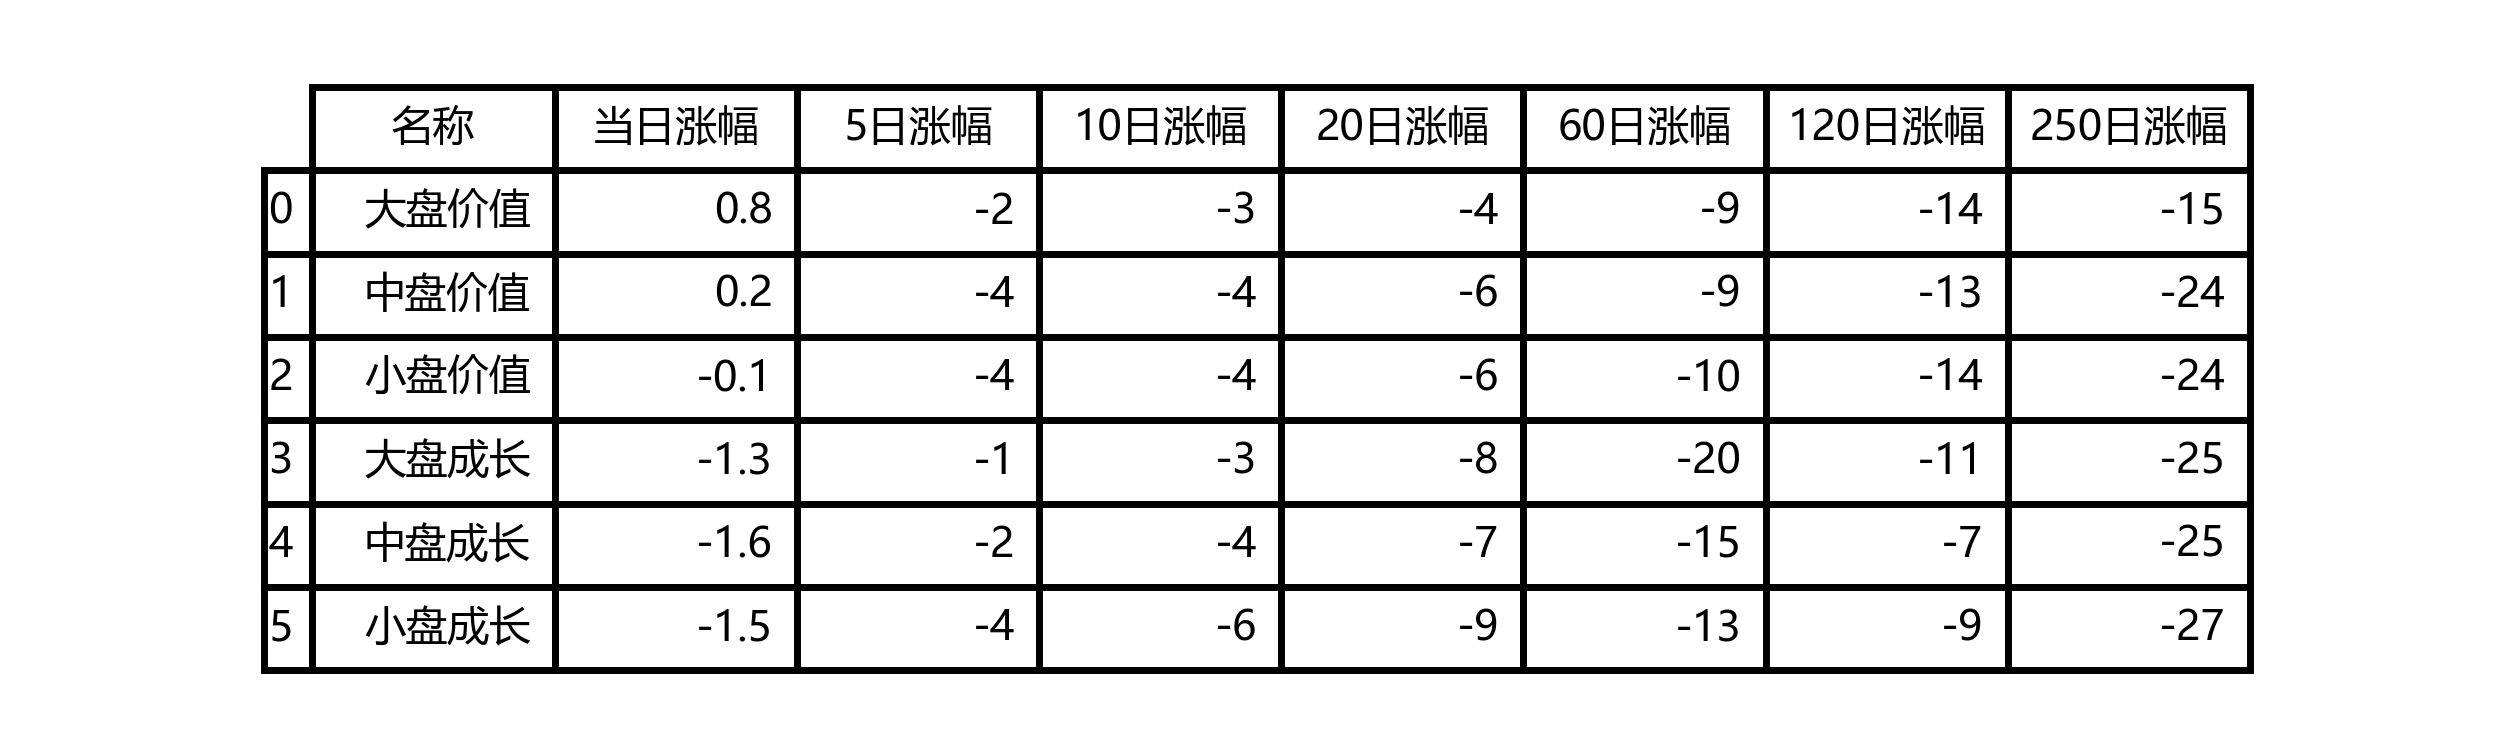 名称 当日涨幅 5日涨幅 10日涨幅 20日涨幅 60日涨幅 120日涨幅 250日涨幅
0 大盘价值 0.8 -2 -3 -4 -9 -14 -15
1 中盘价值 0.2 -4 -4 -6 -9 -13 -24
2 小盘价值 -0.1 -4 -4 -6 -10 -14 -24
3 大盘成长 -1.3 -1 -3 -8 -20 -11 -25
4 中盘成长 -1.6 -2 -4 -7 -15 -7 -25
5 小盘成长 -1.5 -4 -6 -9 -13 -9 -27